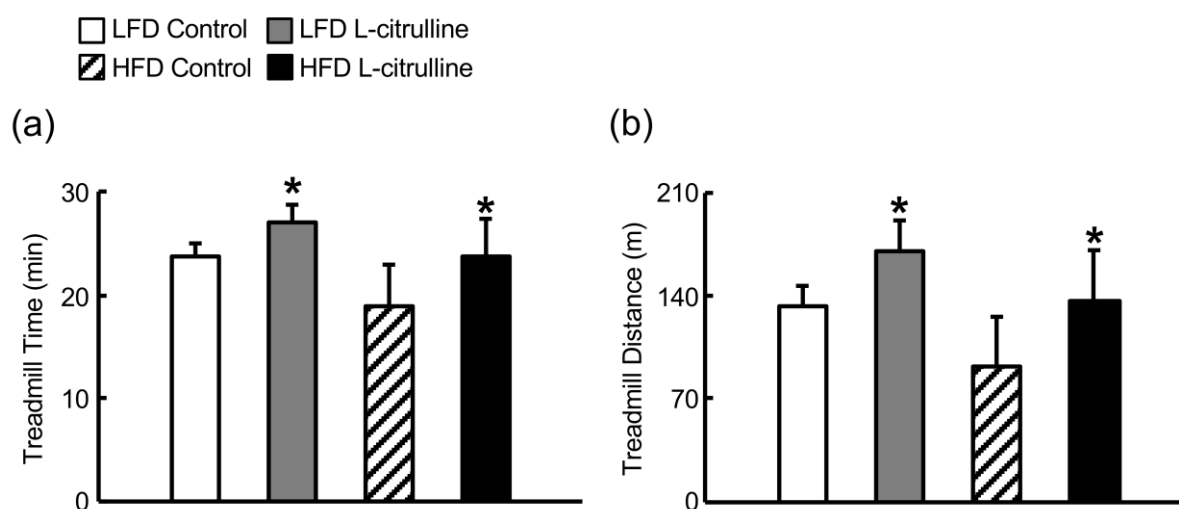 LFD Control LFD L-citrulline
HFD Control HFD L-citrulline
(a)
Treadmill Time (min)
30
20
10
0
*
*
(b)
Treadmill Distance (m)
210
140
70
0
*
*